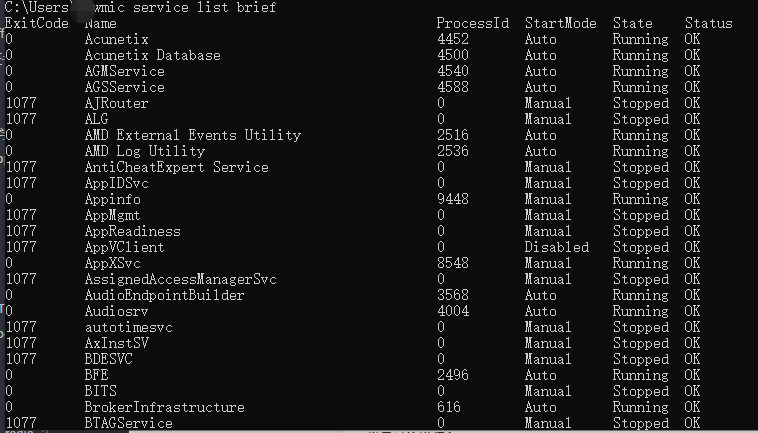 C:\Users\ wmic service list brief
ExitCode Name ProcessId StartMode State Status
0 Acunetix 4452 Auto Running OK
0 Acunetix Database 4500 Auto Running OK
0 AGMService 4540 Auto Running OK
0 AGSService 4588 Auto Running OK
1077 AJRouter 0 Manual Stopped OK
1077 ALG 0 Manual Stopped OK
0 AMD External Events Utility 2516 Auto Running OK
0 AMD Log Utility 2536 Auto Running OK
1077 AntiCheatExpert Service 0 Manual Stopped OK
1077 AppIDSvc 0 Manual Stopped OK
0 Appinfo 9448 Manual Running OK
1077 AppMgmt 0 Manual Stopped OK
1077 AppReadiness 0 Manual Stopped OK
1077 AppVClient 0 Disabled Stopped OK
0 AppXSvc 8548 Manual Running OK
1077 AssignedAccessManagerSvc 0 Manual Stopped OK
0 AudioEndpointBuilder 3568 Auto Running OK
0 Audiosrv 4004 Auto Running OK
1077 autotimesvc 0 Manual Stopped OK
1077 AxInstSV 0 Manual Stopped OK
1077 BDESVC 0 Manual Stopped OK
0 BFE 2496 Auto Running OK
0 BITS 0 Manual Stopped OK
0 BrokerInfrastructure 616 Auto Running OK
1077 BTAGService 0 Manual Stopped OK